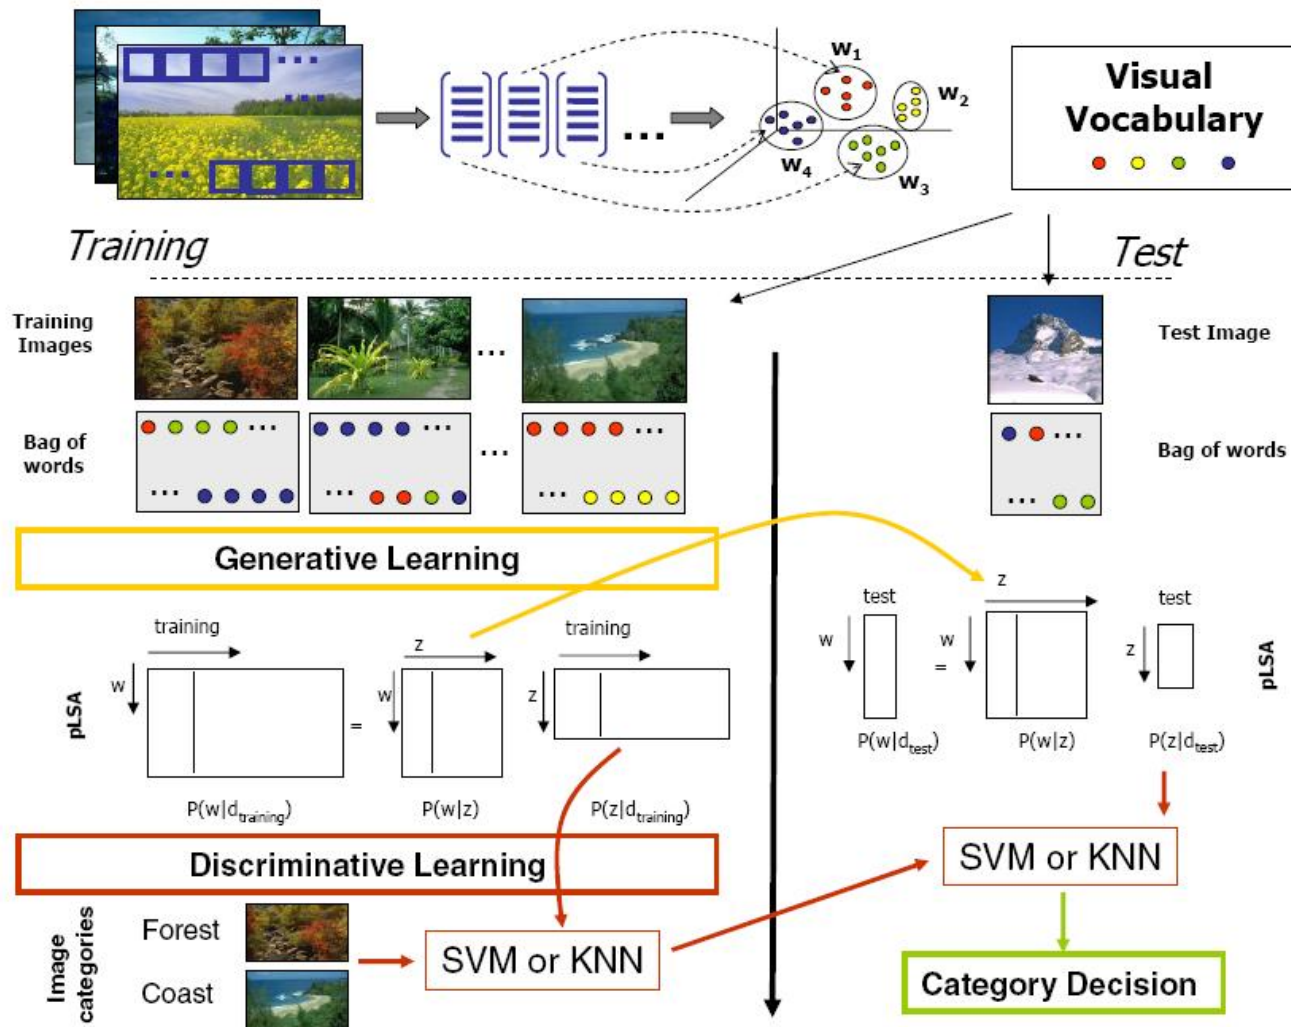 w1
w2
w3
w4
Visual
Vocabulary
Training
Test
Training
Images
...
Test Image
Bag of
words
...
...
...
...
...
...
...
Bag of words
...
...
Generative Learning
training
z
training
w
w
z
=
pLSA
P(w|dtraining)
P(w|z)
P(z|dtraining)
test
z
test
w
w
z
=
pLSA
P(w|dtest)
P(w|z)
P(z|dtest)
Discriminative Learning
Image
categories
Forest
Coast
SVM or KNN
SVM or KNN
Category Decision